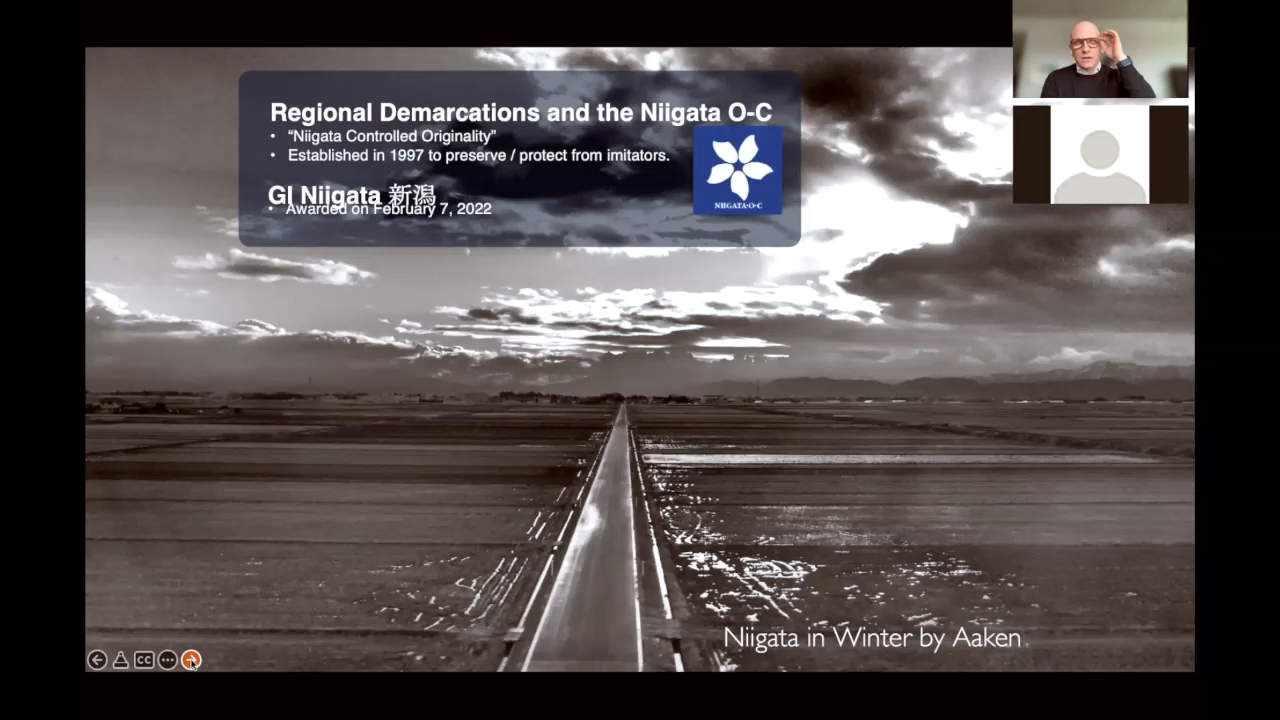 Regional Demarcations and the Niigata O-C
• “Niigata Controlled Originality”
• Established in 1997 to preserve / protect from imitators.
NIIGATA-O-C
GI Niigata 新潟
• Awarded on February 7, 2022
Niigata in Winter by Aaken
CC